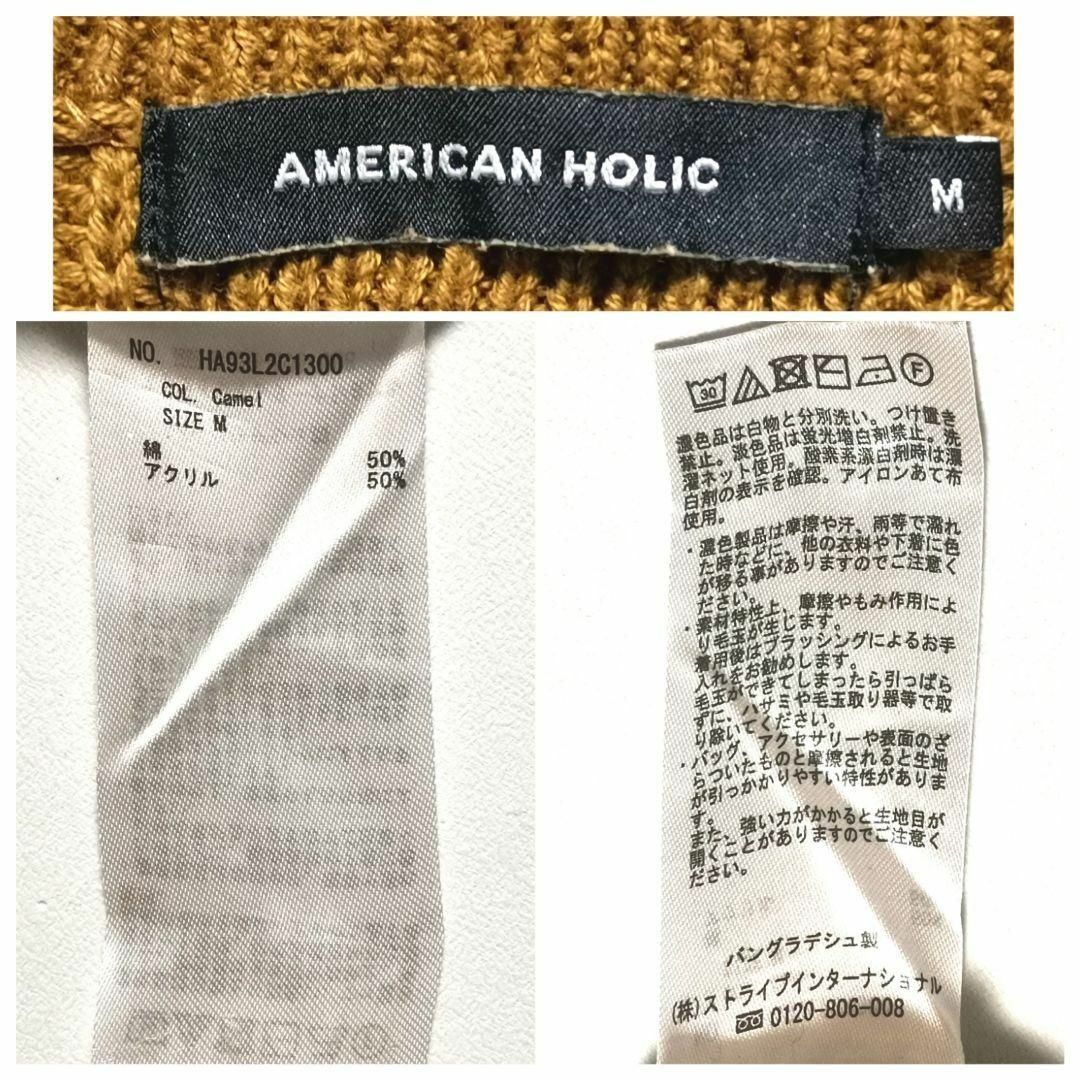 AMERICAN HOLIC
M
NO. HA93L2C1300
COL. Camel
SIZE M
綿 50%
アクリル 50%
30
F
濃色品は白物と分別洗い。つけ置き
禁止。淡色品は蛍光増白剤禁止。洗
濯ネット使用。酸素系漂白剤時は漂
白剤の表示を確認。アイロンあて布
使用。
・濃色製品は摩擦や汗、雨等で濡れ
た時などに、他の衣料や下着に色
が移る事がありますのでご注意く
ださい。
・素材特性上、摩擦やもみ作用によ
り毛玉が生じます。
着用後はブラッシングによるお手
入れをお勧めします。
毛玉ができてしまったら引っぱら
ずに、ハサミや毛玉取り器等で取
り除いてください。
・バッグ、アクセサリーや表面のざ
らついたものと摩擦されると生地
が引っかかりやすい特性がありま
す。
また、強い力がかかると生地目が
開くことがありますのでご注意く
ださい。
バングラデシュ製
(株)ストライプインターナショナル
0120-806-008